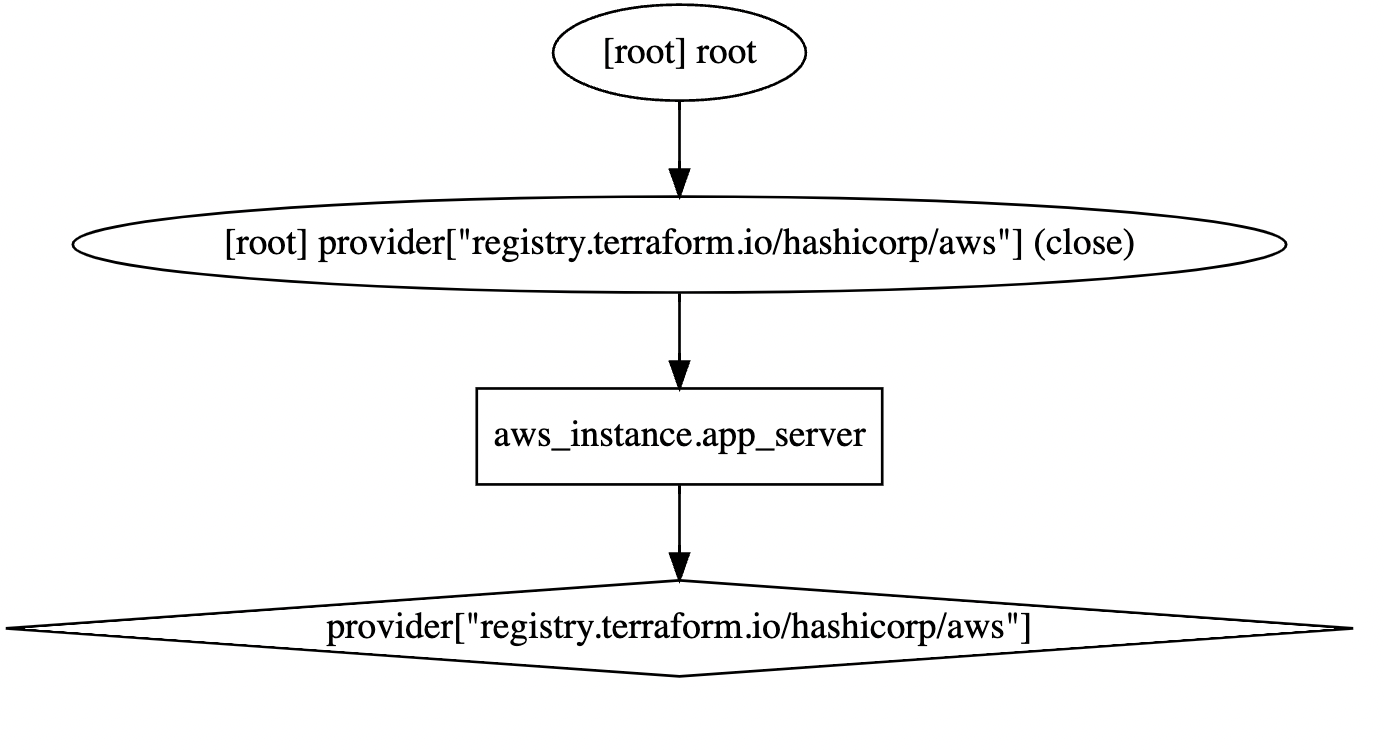 [root] root
[root] provider["registry.terraform.io/hashicorp/aws"] (close)
aws_instance.app_server
provider["registry.terraform.io/hashicorp/aws"]